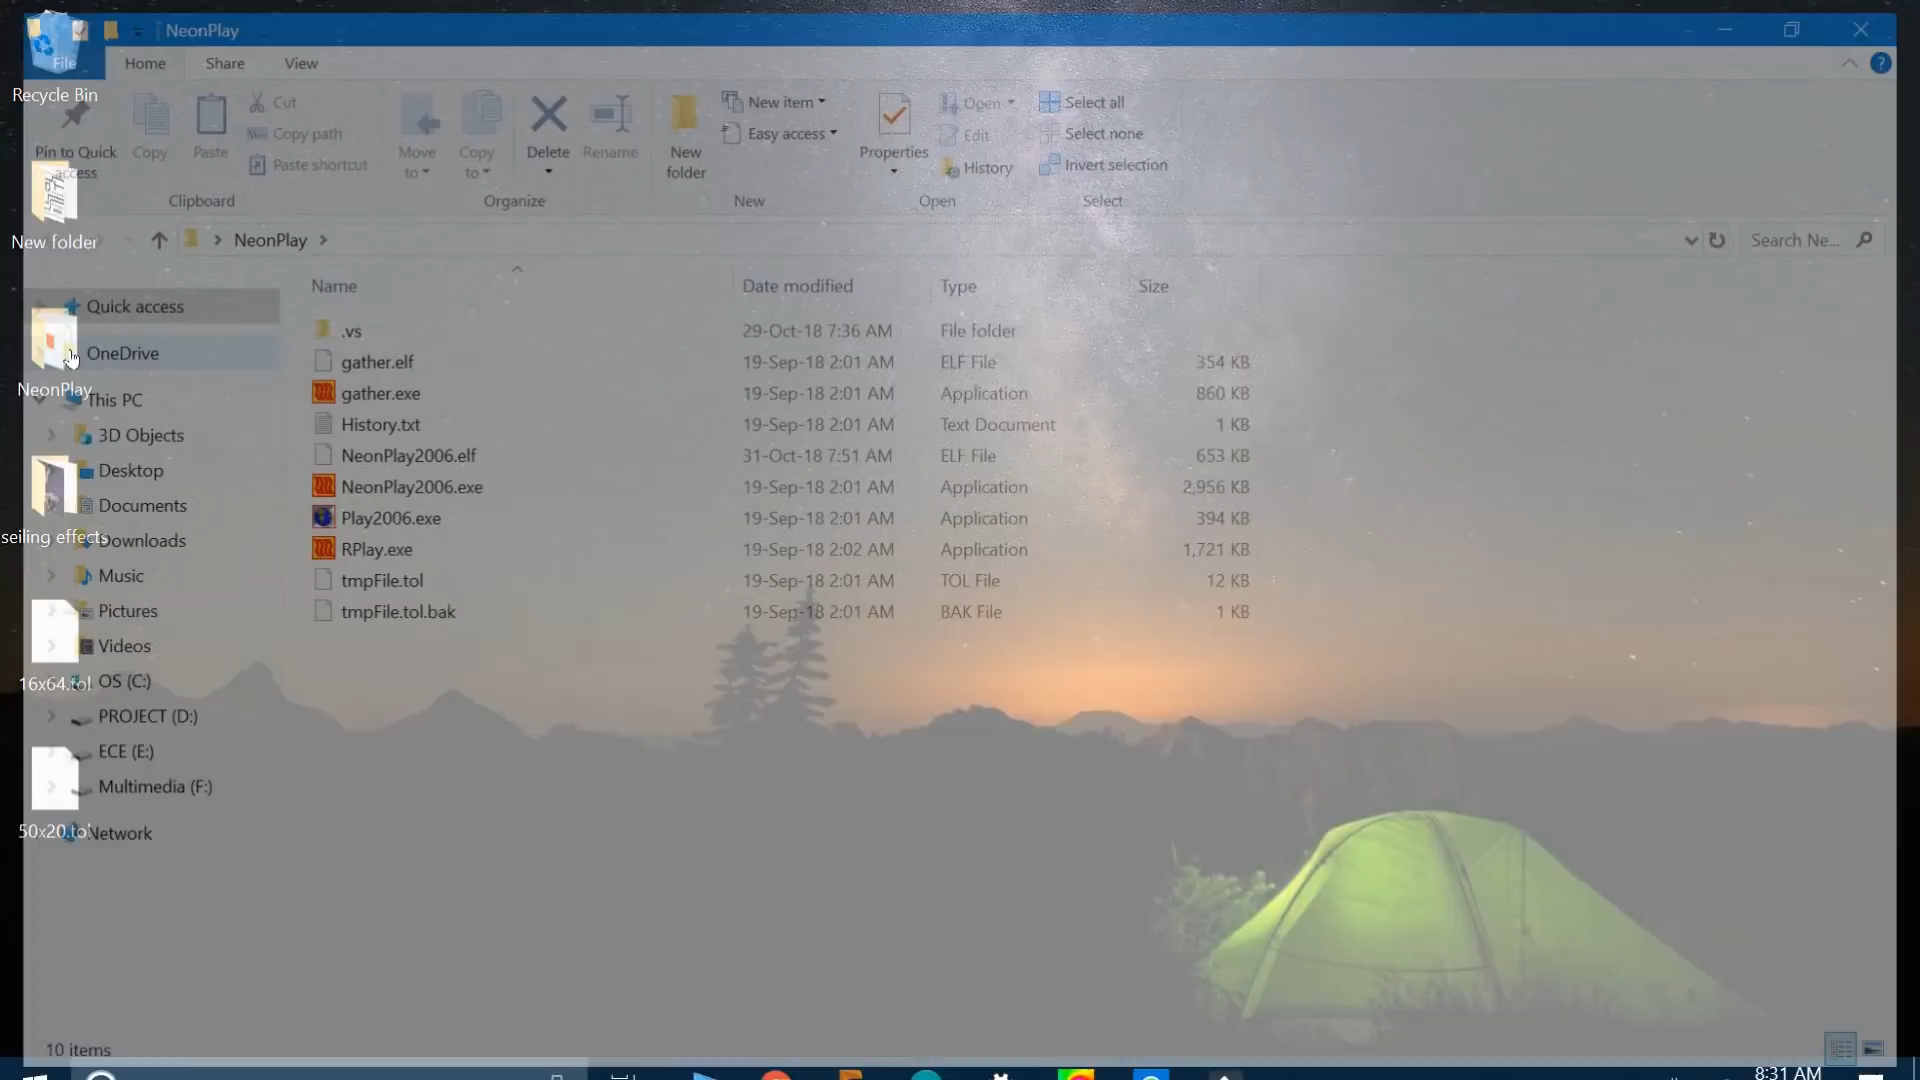 NeonPlay
File
Home
Share
View
Recycle Bin
Pin to Quick
access
Copy
Paste
Cut
Copy path
Paste shortcut
Clipboard
Move
to
Copy
to
Delete
Rename
Organize
New
folder
New item
Easy access
New
Properties
Open
Edit
History
Open
Select all
Select none
Invert selection
Select
New folder
NeonPlay
Search Ne...
Name
Date modified
Type
Size
.vs
29-Oct-18 7:36 AM
File folder
gather.elf
19-Sep-18 2:01 AM
ELF File
354 KB
gather.exe
19-Sep-18 2:01 AM
Application
860 KB
History.txt
19-Sep-18 2:01 AM
Text Document
1 KB
NeonPlay2006.elf
31-Oct-18 7:51 AM
ELF File
653 KB
NeonPlay2006.exe
19-Sep-18 2:01 AM
Application
2,956 KB
Play2006.exe
19-Sep-18 2:01 AM
Application
394 KB
RPlay.exe
19-Sep-18 2:02 AM
Application
1,721 KB
tmpFile.tol
19-Sep-18 2:01 AM
TOL File
12 KB
tmpFile.tol.bak
19-Sep-18 2:01 AM
BAK File
1 KB
Quick access
OneDrive
NeonPlay
This PC
3D Objects
Desktop
Documents
seiling effects
Downloads
Music
Pictures
Videos
16x64.tol
OS (C:)
PROJECT (D:)
ECE (E:)
Multimedia (F:)
50x20.tol
Network
10 items
8:31 AM